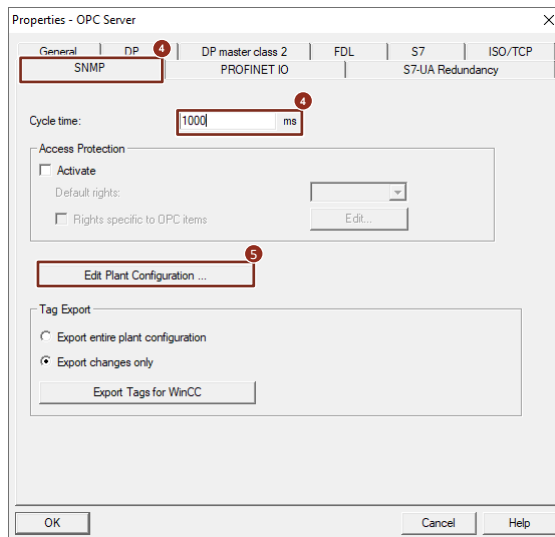 Properties - OPC Server
General DP 4 DP master class 2 FDL S7 ISO/TCP
SNMP PROFINET IO S7-UA Redundancy
4
Cycle time: 1000 ms
Access Protection
Activate
Default rights:
Rights specific to OPC items Edit...
5
Edit Plant Configuration ...
Tag Export
Export entire plant configuration
Export changes only
Export Tags for WinCC
OK Cancel Help